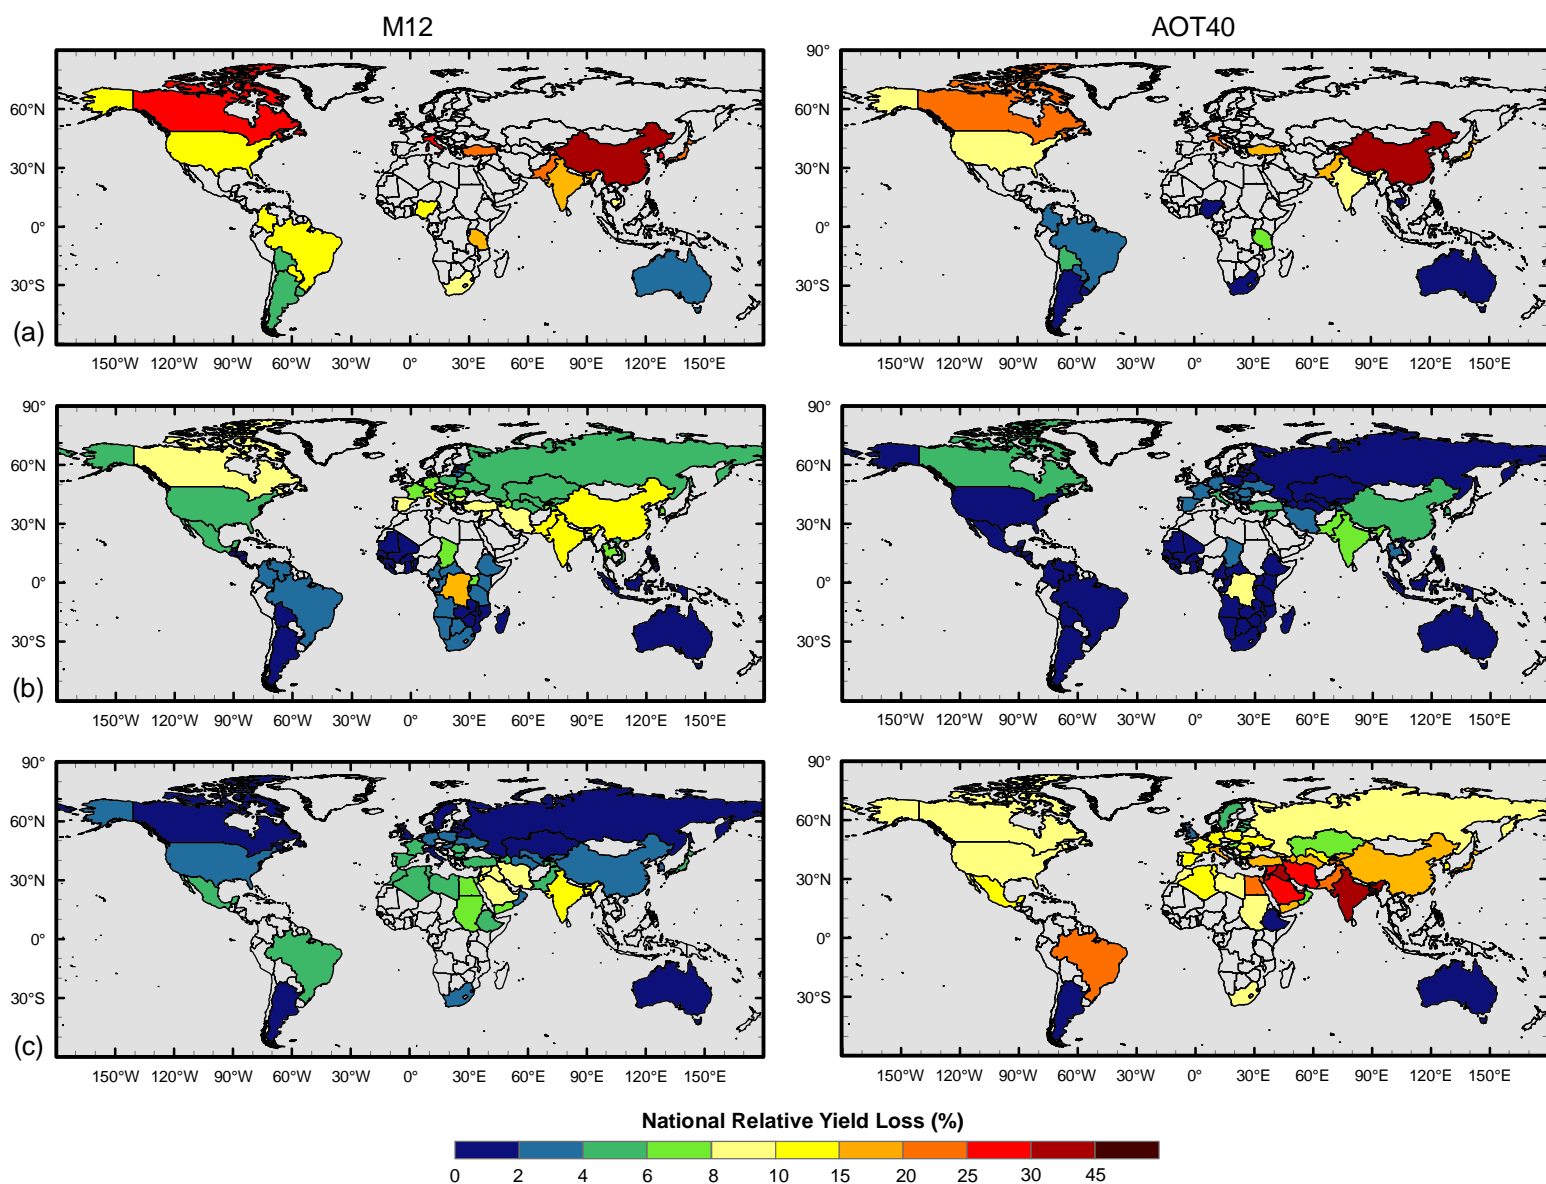 M12 AOT40
90°
60°N 60°N
30°N 30°N
0° 0°
30°S 30°S
(a)
150°W 120°W 90°W 60°W 30°W 0° 30°E 60°E 90°E 120°E 150°E 150°W 120°W 90°W 60°W 30°W 0° 30°E 60°E 90°E 120°E 150°E
90° 90°
60°N 60°N
30°N 30°N
0° 0°
30°S 30°S
(b)
150°W 120°W 90°W 60°W 30°W 0° 30°E 60°E 90°E 120°E 150°E 150°W 120°W 90°W 60°W 30°W 0° 30°E 60°E 90°E 120°E 150°E
90° 90°
60°N 60°N
30°N 30°N
0° 0°
30°S 30°S
(c)
150°W 120°W 90°W 60°W 30°W 0° 30°E 60°E 90°E 120°E 150°E 150°W 120°W 90°W 60°W 30°W 0° 30°E 60°E 90°E 120°E 150°E
National Relative Yield Loss (%)
0 2 4 6 8 10 15 20 25 30 45